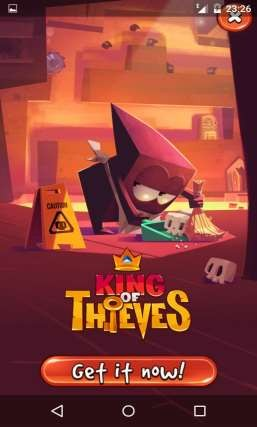 23:26
CAUTION
KING
OF
THIEVES
Get it now!